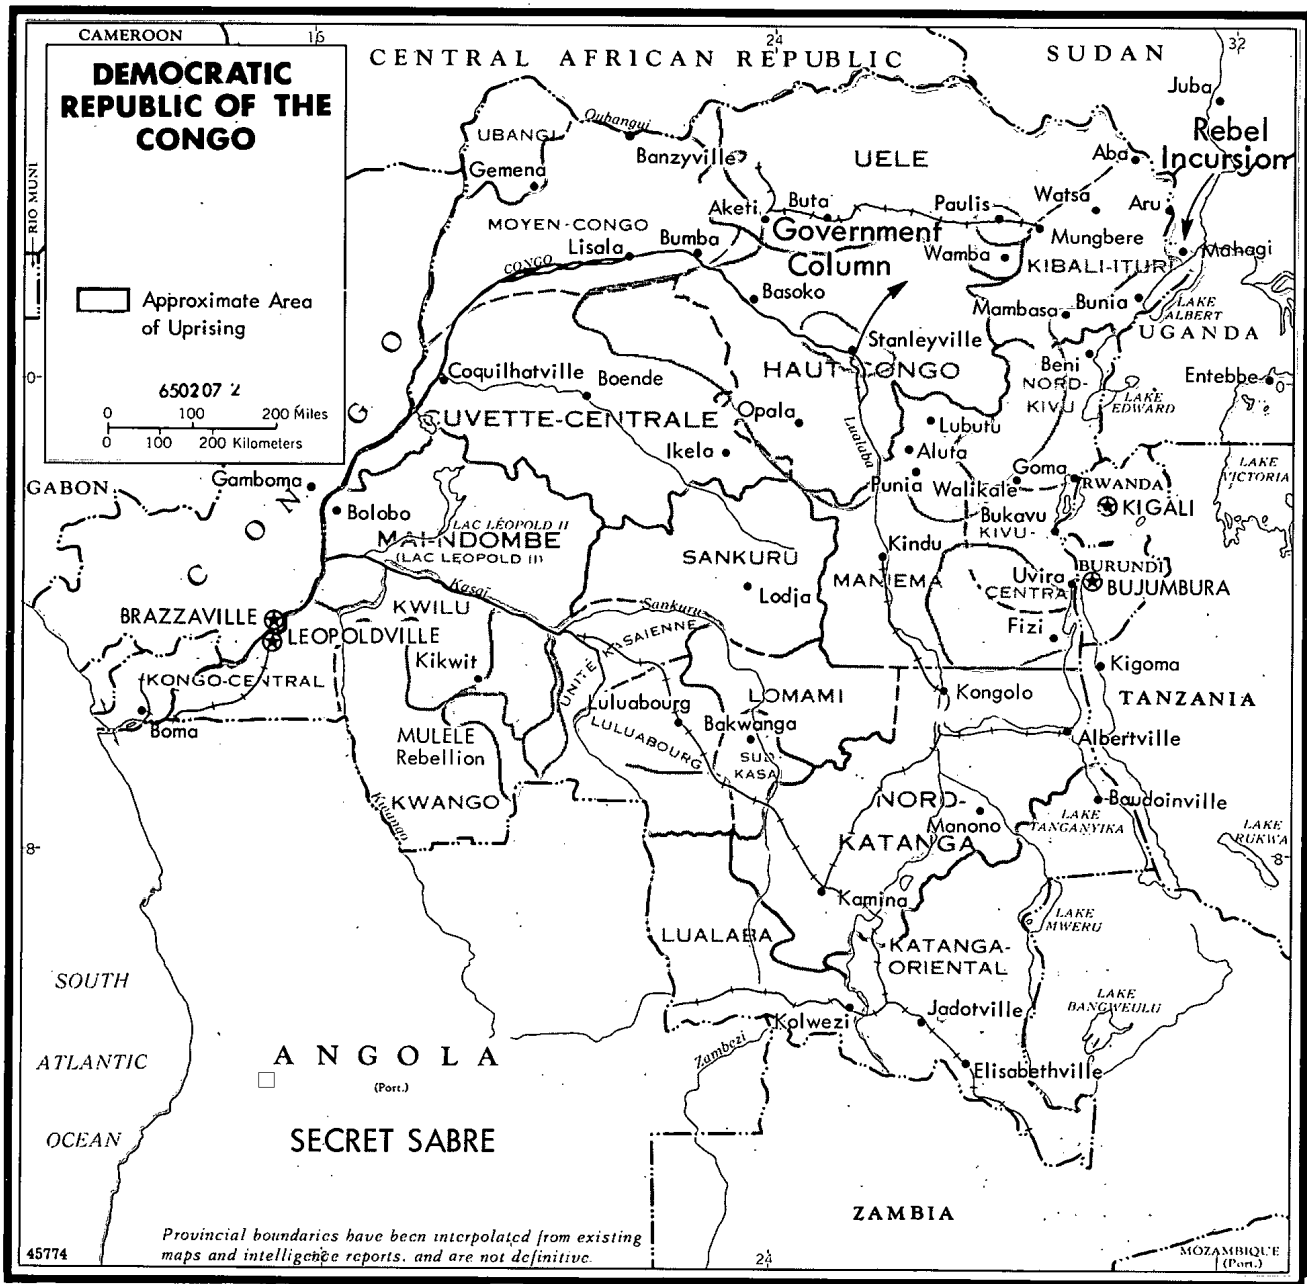 CAMEROON
16
24
32
CENTRAL AFRICAN REPUBLIC
SUDAN
DEMOCRATIC
REPUBLIC OF THE
CONGO
Juba
Rebel
Incursion
Oubangui
UBANGI
Banzyville
UELE
Aba
Gemena
RIO MUNI
Aketi
Buta
Paulis
Watsa
Aru
MOYEN-CONGO
Lisala
Bumba
Government
Column
Mungbere
Wamba
Mahagi
CONGO
KIBALI-ITURI
Basoko
Mambasa
Bunia
LAKE
ALBERT
UGANDA
Approximate Area
of Uprising
Stanleyville
HAUT-CONGO
Beni
NORD-
KIVU
Entebbe
0
0
650207 2
0 100 200 Miles
0 100 200 Kilometers
Coquilhatville
Boende
LAKE
EDWARD
CUVETTE-CENTRALE
Opala
Lualaba
Lubutu
Ikela
Aluta
Punia
Walikale
Goma
RWANDA
KIGALI
LAKE
VICTORIA
GABON
Gamboma
CONGO
Bolobo
LAC LÉOPOLD II
MAI-NDOMBE
(LAC LEOPOLD II)
SANKURU
Bukavu
KIVU-
CENTRAL
Kindu
MANIEMA
Uvira
BURUNDI
BUJUMBURA
Kasai
Lodja
Fizi
BRAZZAVILLE
LEOPOLDVILLE
KWILU
Sankuru
UNITÉ KASAIENNE
Kikwit
Kigoma
KONGO-CENTRAL
LOMAMI
Kongolo
TANZANIA
Luluabourg
LULUABOURG
Bakwanga
Boma
MULELE
Rebellion
SUD-
KASAI
Albertville
KWANGO
Kwango
NORD-
KATANGA
Manono
Baudoinville
LAKE
TANGANYIKA
LAKE
RUKWA
8
8
Kamina
LAKE
MWERU
LUALABA
KATANGA-
ORIENTAL
SOUTH
ATLANTIC
OCEAN
LAKE
BANGWEULU
Kolwezi
Jadotville
Zambezi
Elisabethville
ANGOLA
(Port.)
SECRET SABRE
ZAMBIA
Provincial boundaries have been interpolated from existing
maps and intelligence reports. and are not definitive.
45774
16
24
MOZAMBIQUE
(Port.)